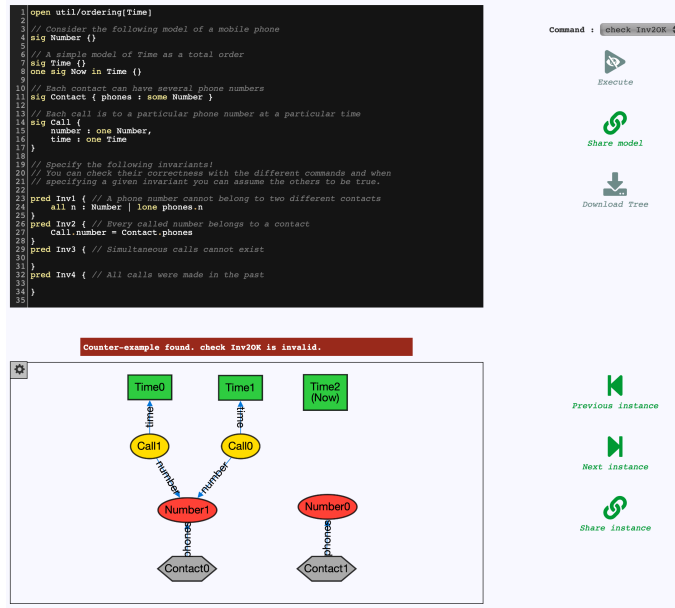 1 open util/ordering[Time]
2
3 // Consider the following model of a mobile phone
4 sig Number {}
5
6 // A simple model of Time as a total order
7 sig Time {}
8 one sig Now in Time {}
9
10 // Each contact can have several phone numbers
11 sig Contact { phones : some Number }
12
13 // Each call is to a particular phone number at a particular time
14 sig Call {
15 number : one Number,
16 time : one Time
17 }
18
19 // Specify the following invariants!
20 // You can check their correctness with the different commands and when
21 // specifying a given invariant you can assume the others to be true.
22
23 pred Inv1 { // A phone number cannot belong to two different contacts
24 all n : Number | lone phones.n
25 }
26 pred Inv2 { // Every called number belongs to a contact
27 Call.number = Contact.phones
28 }
29 pred Inv3 { // Simultaneous calls cannot exist
30
31 }
32 pred Inv4 { // All calls were made in the past
33
34 }
35
Command : check Inv2OK
Execute
Share model
Download Tree
Counter-example found. check Inv2OK is invalid.
Time0
Time1
Time2
(Now)
time
time
Call1
Call0
number
number
Number1
Number0
phones
phones
Contact0
Contact1
Previous instance
Next instance
Share instance